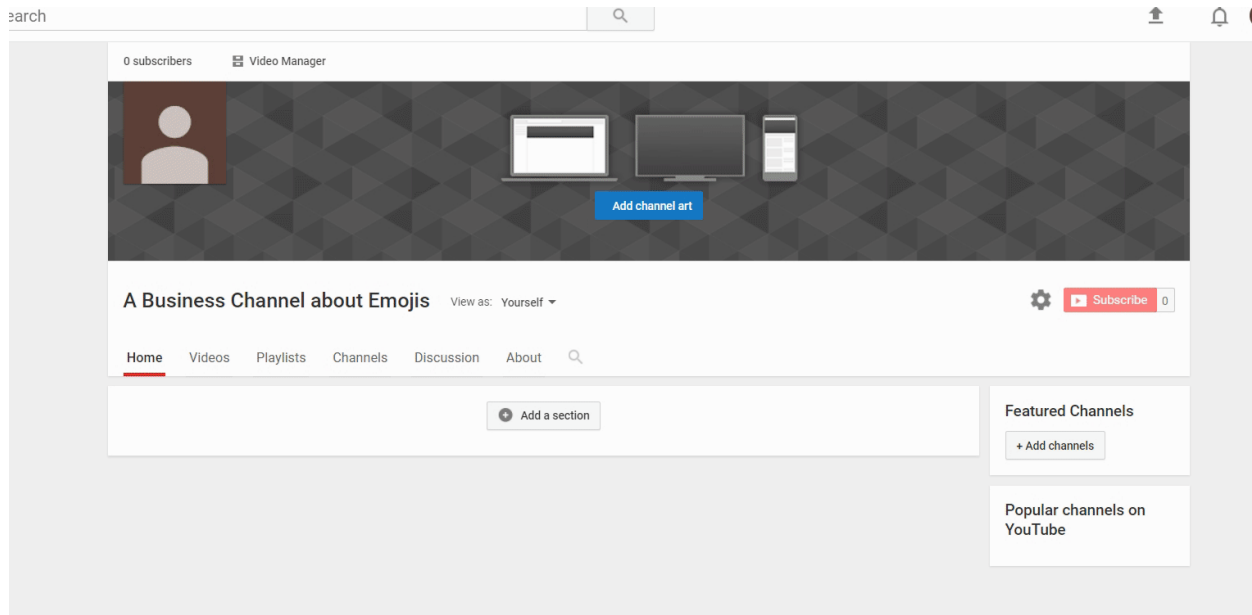 earch
0 subscribers Video Manager
Add channel art
A Business Channel about Emojis View as: Yourself
Subscribe 0
Home Videos Playlists Channels Discussion About
Add a section
Featured Channels
+ Add channels
Popular channels on
YouTube